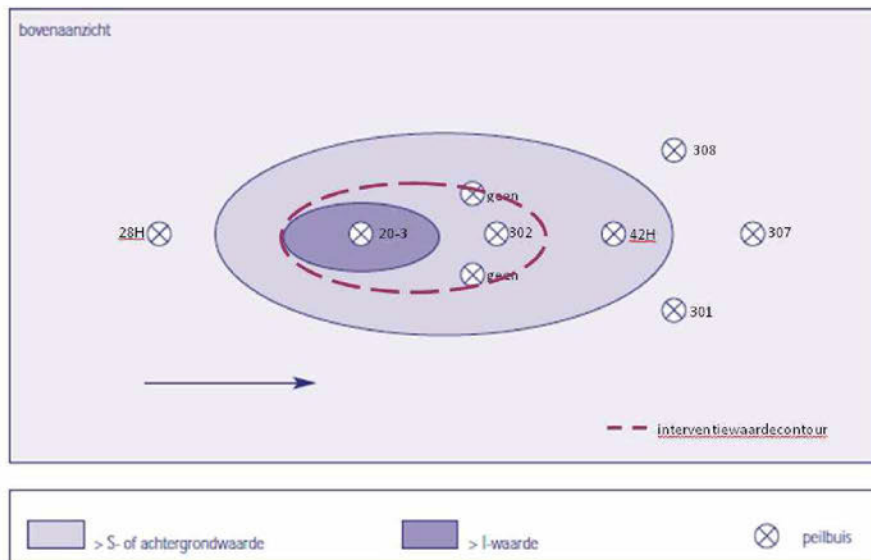 bovenaanzicht
308
geen
28H
20-3
302
42H
307
geen
301
interventiewaardecontour
> S- of achtergrondwaarde
> I-waarde
peilbuis